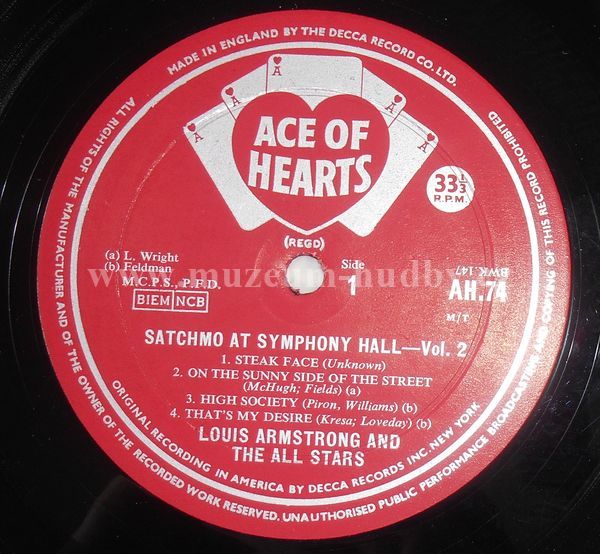 MADE IN ENGLAND BY THE DECCA RECORD CO. LTD.
A
A
A
A
ACE OF
HEARTS
(REGD)
33 1/3
R.P.M.
(a) L. Wright
(b) Feldman
M.C.P.S. P.F.D.
BIEM NCB
Side
1
BWK. 147
AH.74
M/T
www.muzeum-hudby
SATCHMO AT SYMPHONY HALL—Vol. 2
1. STEAK FACE (Unknown)
2. ON THE SUNNY SIDE OF THE STREET
(McHugh; Fields) (a)
3. HIGH SOCIETY (Piron, Williams) (b)
4. THAT'S MY DESIRE (Kresa; Loveday) (b)
LOUIS ARMSTRONG AND
THE ALL STARS
ORIGINAL RECORDING IN AMERICA BY DECCA RECORDS INC. NEW YORK
ALL RIGHTS OF THE MANUFACTURER AND OF THE OWNER OF THE RECORDED WORK RESERVED. UNAUTHORISED PUBLIC PERFORMANCE BROADCASTING AND COPYING OF THIS RECORD PROHIBITED